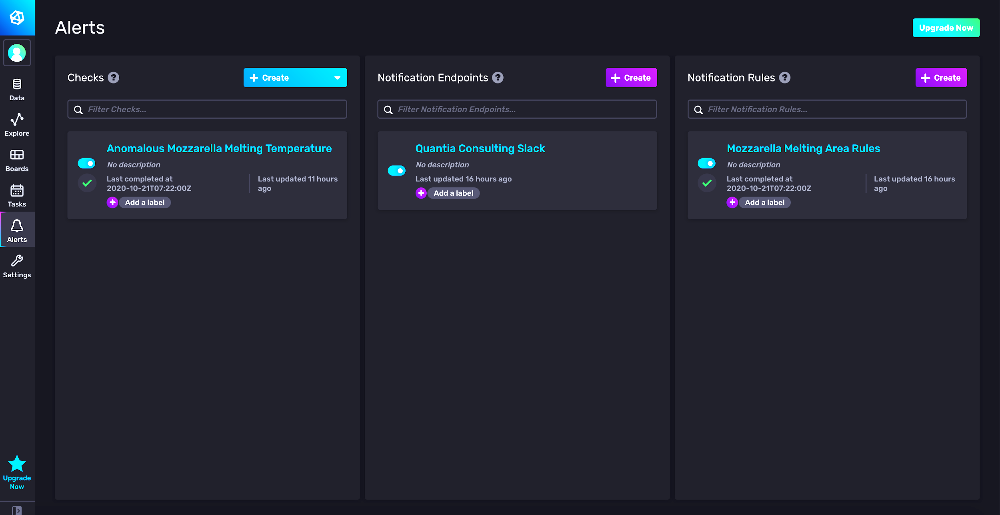 Alerts
Upgrade Now
Data
Explore
Boards
Tasks
Alerts
Settings
Upgrade
Now
Checks ?
+ Create
Filter Checks...
Anomalous Mozzarella Melting Temperature
No description
Last completed at
2020-10-21T07:22:00Z
Last updated 11 hours
ago
+ Add a label
Notification Endpoints ?
+ Create
Filter Notification Endpoints...
Quantia Consulting Slack
No description
Last updated 16 hours ago
+ Add a label
Notification Rules ?
+ Create
Filter Notification Rules...
Mozzarella Melting Area Rules
No description
Last completed at
2020-10-21T07:22:00Z
Last updated 16 hours
ago
+ Add a label